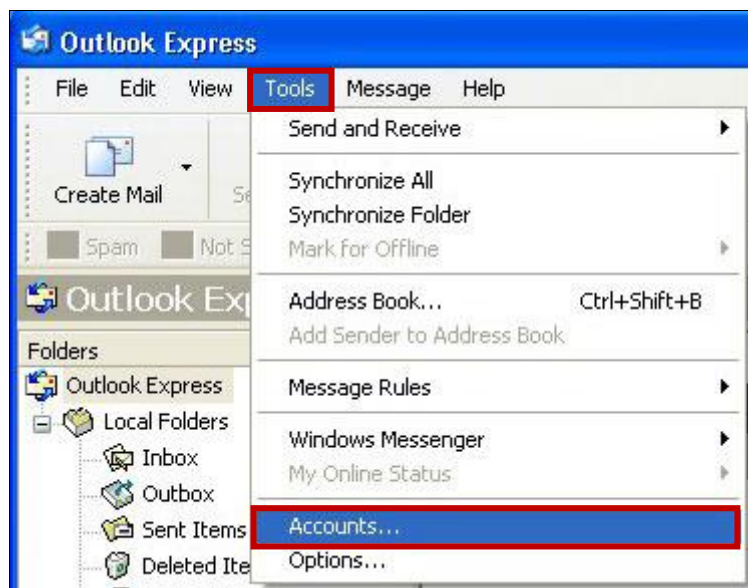 Outlook Express
File Edit View Tools Message Help
Send and Receive
Create Mail
Synchronize All
Synchronize Folder
Spam Not
Mark for Offline
Outlook
Address Book... Ctrl+Shift+B
Add Sender to Address Book
Folders
Outlook Express
Message Rules
Local Folders
Windows Messenger
Inbox
My Online Status
Outbox
Sent Items
Accounts...
Deleted
Options...